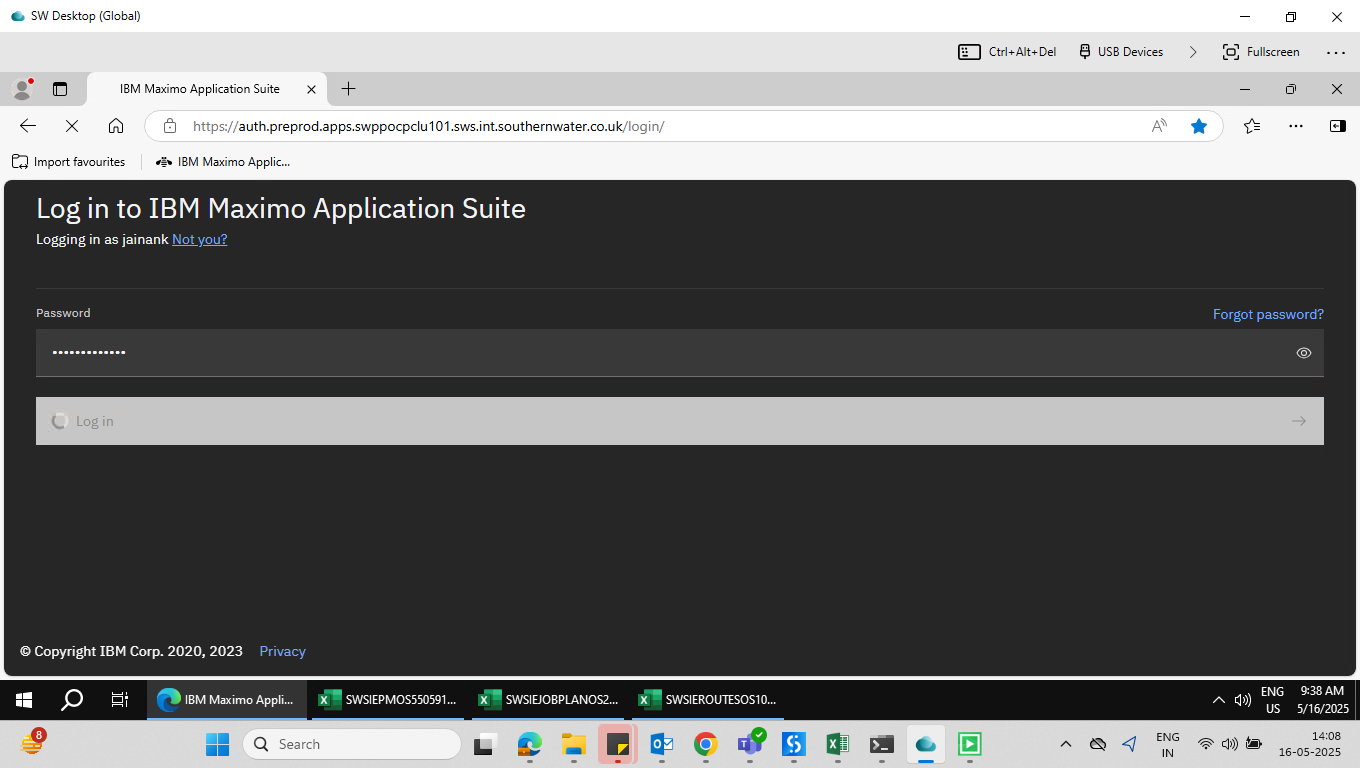 SW Desktop (Global)
Ctrl+Alt+Del
USB Devices
Fullscreen
IBM Maximo Application Suite
https://auth.preprod.apps.swppocpclu101.sws.int.southernwater.co.uk/login/
Import favourites
IBM Maximo Applic...
Log in to IBM Maximo Application Suite
Logging in as jainank Not you?
Password
Forgot password?
•••••••••••••
Log in
© Copyright IBM Corp. 2020, 2023 Privacy
IBM Maximo Appli...
SWSIEPMOS550591...
SWSIEJOBPLANOS2...
SWSIEROUTESOS10...
ENG
US
9:38 AM
5/16/2025
8
Search
ENG
IN
14:08
16-05-2025